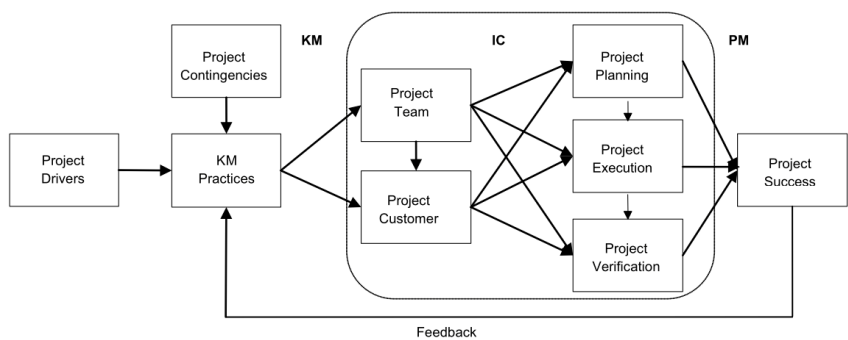 KM
IC
PM
Project
Contingencies
Project
Planning
Project
Team
Project
Drivers
KM
Practices
Project
Execution
Project
Success
Project
Customer
Project
Verification
Feedback